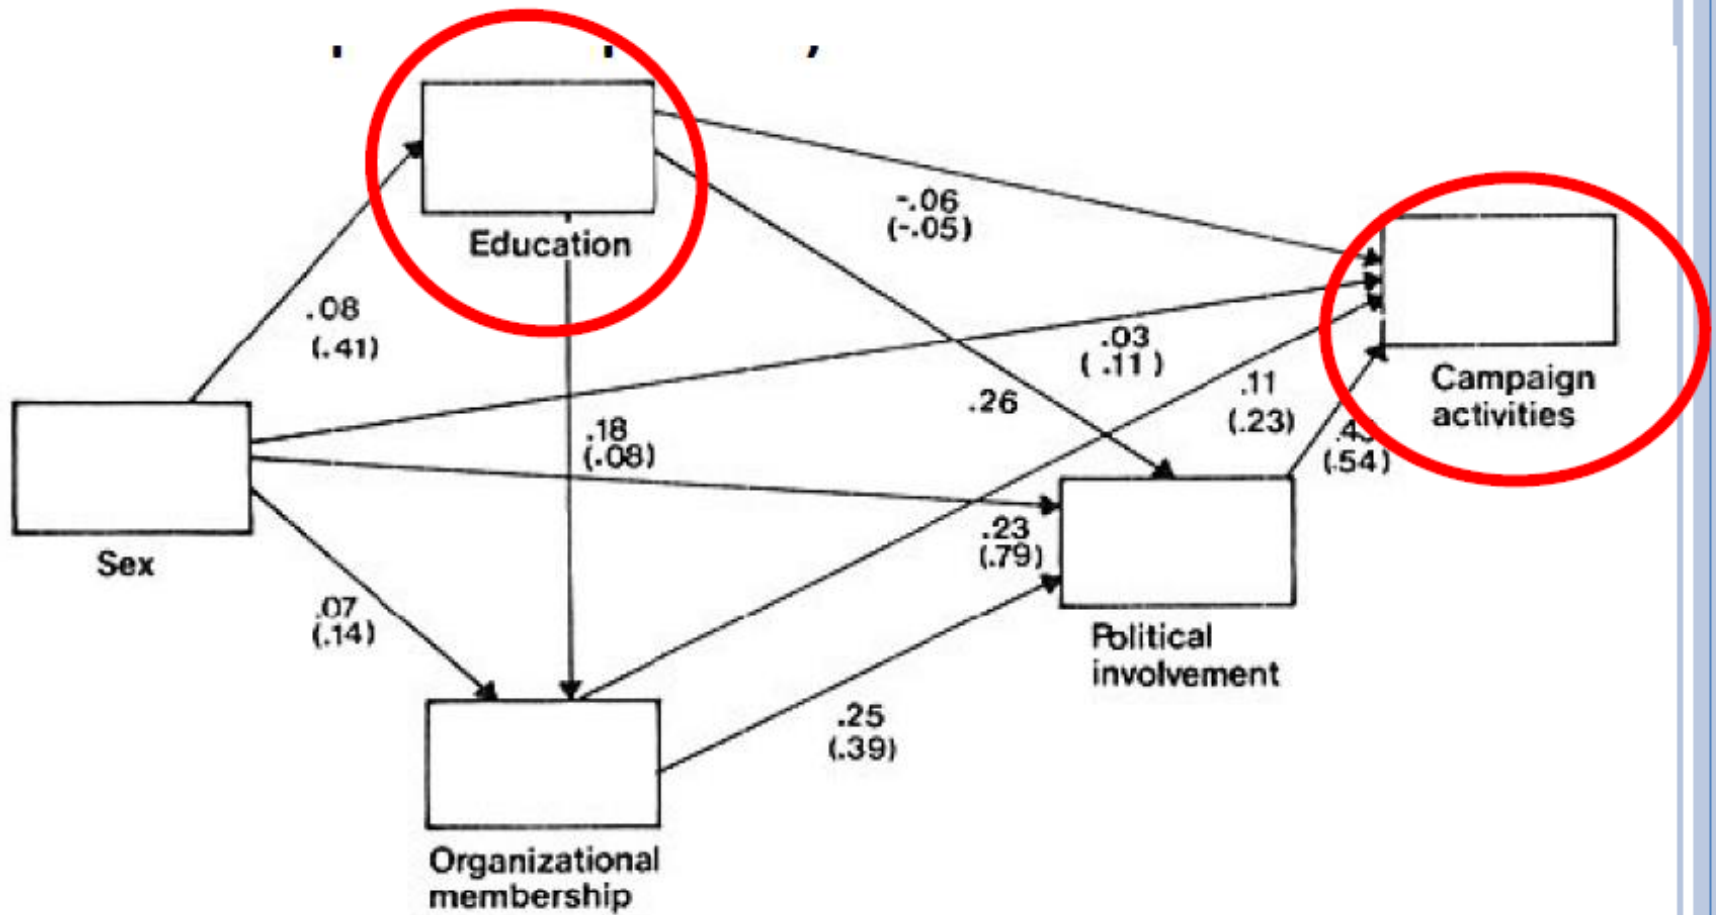 Education
-.06
(-.05)
.08
(.41)
.03
(.11)
Campaign
activities
.11
(.23)
.26
.18
(.08)
(.54)
Sex
.23
(.79)
.07
(.14)
Political
involvement
.25
(.39)
Organizational
membership